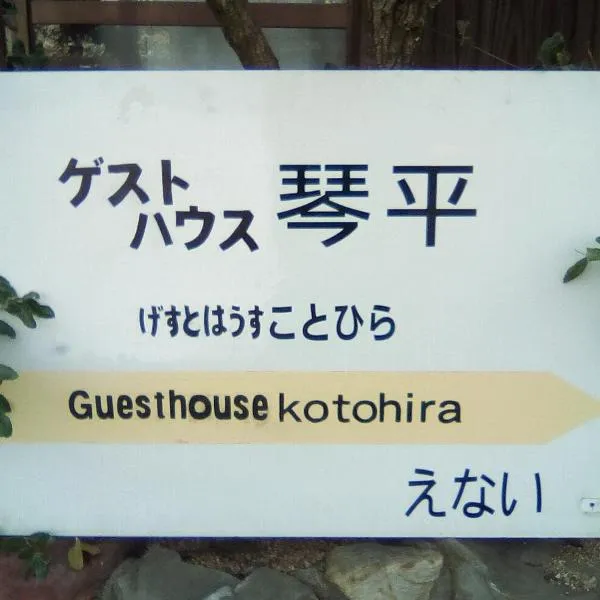 ゲスト
ハウス 琴平
げすとはうすことひら
Guesthouse kotohira
えない